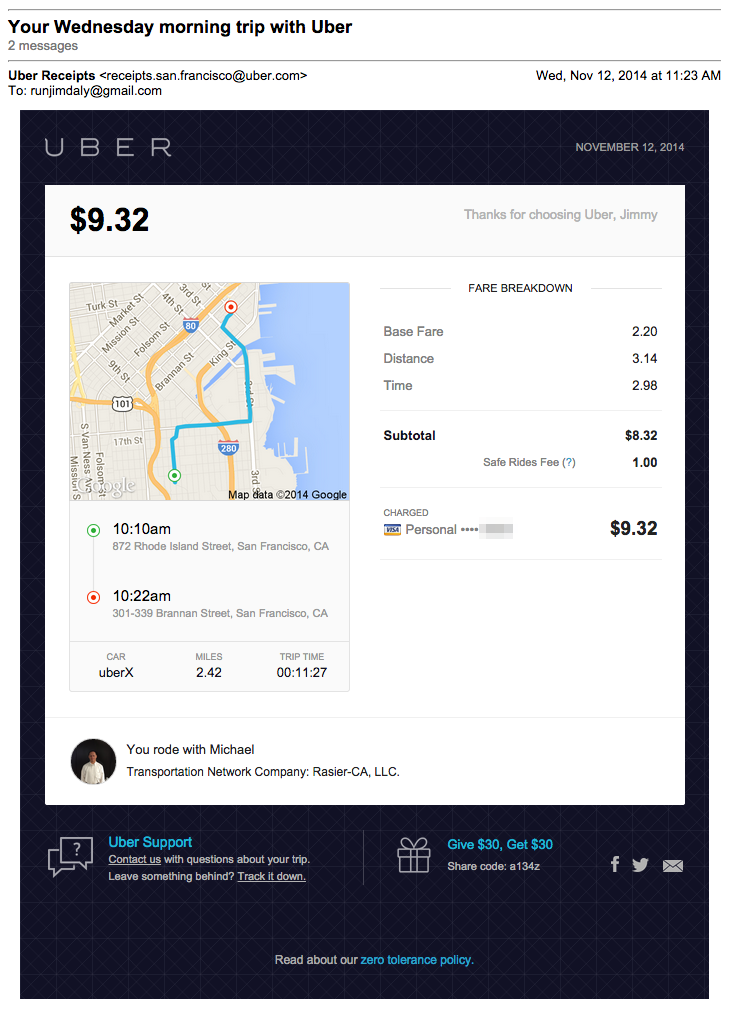 Your Wednesday morning trip with Uber
2 messages
Uber Receipts <receipts.san.francisco@uber.com>
Wed, Nov 12, 2014 at 11:23 AM
To: runjimdaly@gmail.com
UBER
NOVEMBER 12, 2014
$9.32
Thanks for choosing Uber, Jimmy
3rd St
4th St
Turk St
Market St
Mission St
Folsom St
80
9th St
Brannan St
King St
101
3rd St
17th St
280
S Van Ness Ave
Folsom St
Mission St
3rd St
Google
Map data ©2014 Google
10:10am
872 Rhode Island Street, San Francisco, CA
10:22am
301-339 Brannan Street, San Francisco, CA
CAR
MILES
TRIP TIME
uberX
2.42
00:11:27
FARE BREAKDOWN
Base Fare 2.20
Distance 3.14
Time 2.98
Subtotal $8.32
Safe Rides Fee (?) 1.00
CHARGED
VISA Personal •••• $9.32
You rode with Michael
Transportation Network Company: Rasier-CA, LLC.
?
Uber Support
Contact us with questions about your trip.
Leave something behind? Track it down.
Give $30, Get $30
Share code: a134z
f
Read about our zero tolerance policy.